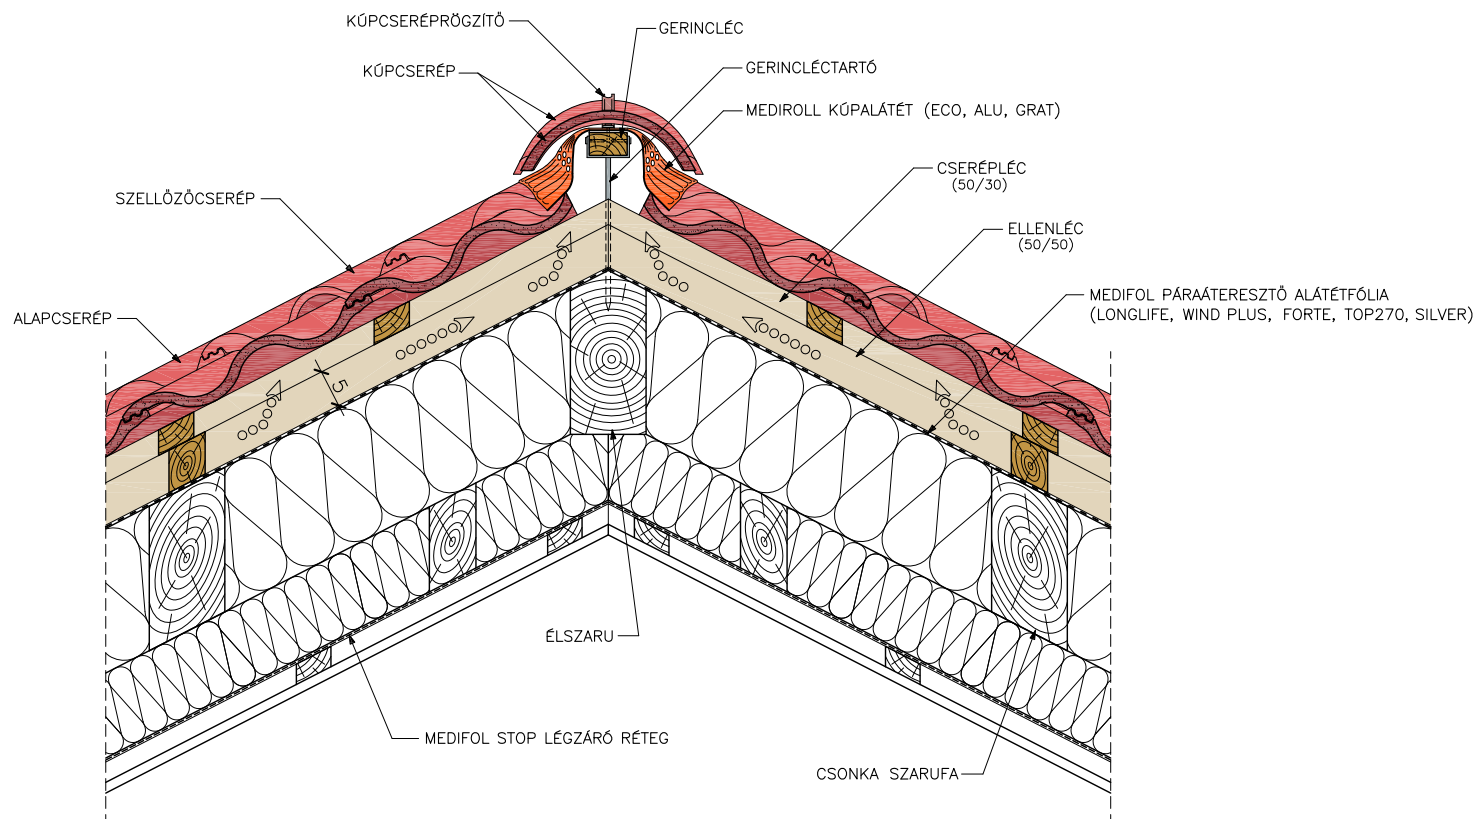 KÚPCSERÉPRÖGZÍTŐ
GERINCLÉC
KÚPCSERÉP
GERINCLÉCTARTÓ
MEDIROLL KÚPALÁTÉT (ECO, ALU, GRAT)
CSERÉPLÉC
(50/30)
SZELLŐZŐCSERÉP
ELLENLÉC
(50/50)
MEDIFOL PÁRAÁTERESZTŐ ALÁTÉTFÓLIA
(LONGLIFE, WIND PLUS, FORTE, TOP270, SILVER)
ALAPCSERÉP
5
ÉLSZARU
MEDIFOL STOP LÉGZÁRÓ RÉTEG
CSONKA SZARUFA